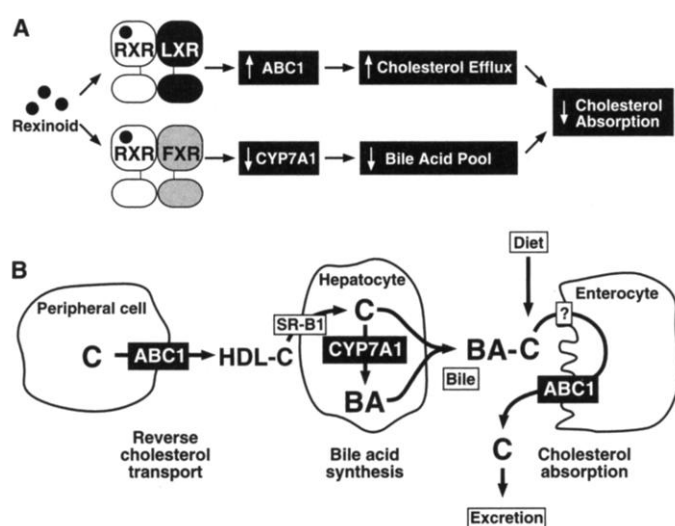 A
RXR LXR
↑ ABC1
↑ Cholesterol Efflux
Rexinoid
↓ Cholesterol
Absorption
RXR FXR
↓ CYP7A1
↓ Bile Acid Pool
B
Diet
Peripheral cell
Hepatocyte
Enterocyte
C
ABC1
HDL-C
SR-B1
C
CYP7A1
BA
Bile
BA-C
?
ABC1
C
Reverse
cholesterol
transport
Bile acid
synthesis
Cholesterol
absorption
Excretion